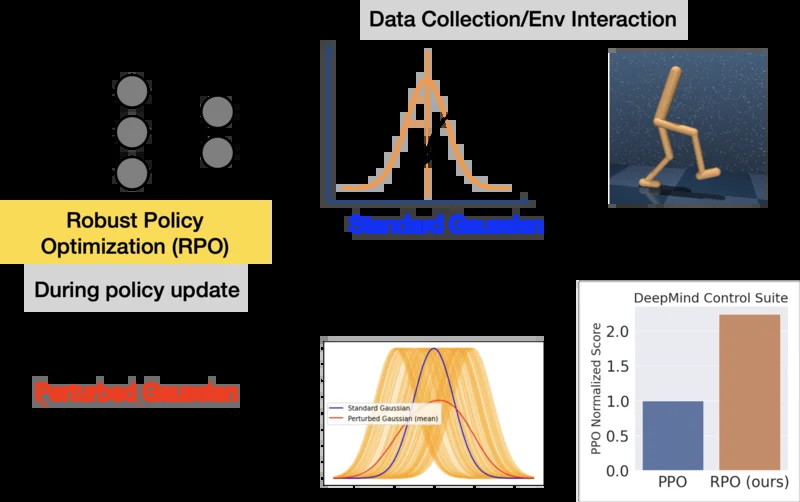 Data Collection/Env Interaction
Standard Gaussian
Robust Policy
Optimization (RPO)
During policy update
Perturbed Gaussian
Standard Gaussian
Perturbed Gaussian (mean)
DeepMind Control Suite
PPO Normalized Score
2.0
1.5
1.0
0.5
0.0
PPO
RPO (ours)